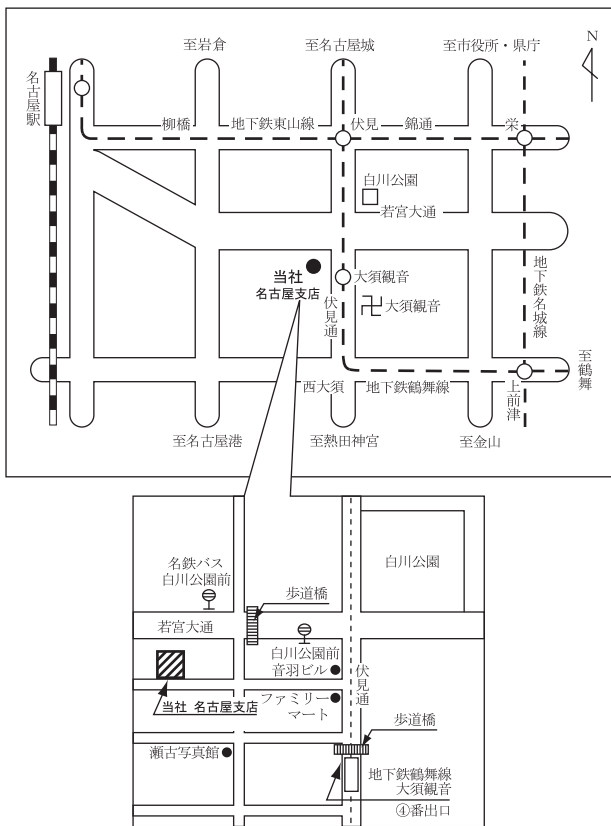 至岩倉
至名古屋城
至市役所・県庁
N
名古屋駅
柳橋
地下鉄東山線
伏見
錦通
栄
白川公園
若宮大通
当社
名古屋支店
大須観音
大須観音
伏見通
地下鉄名城線
西大須
地下鉄鶴舞線
上前津
至鶴舞
至名古屋港
至熱田神宮
至金山
白川公園
名鉄バス
白川公園前
歩道橋
若宮大通
白川公園前
音羽ビル
伏見通
当社 名古屋支店
ファミリー
マート
歩道橋
瀬古写真館
地下鉄鶴舞線
大須観音
④番出口